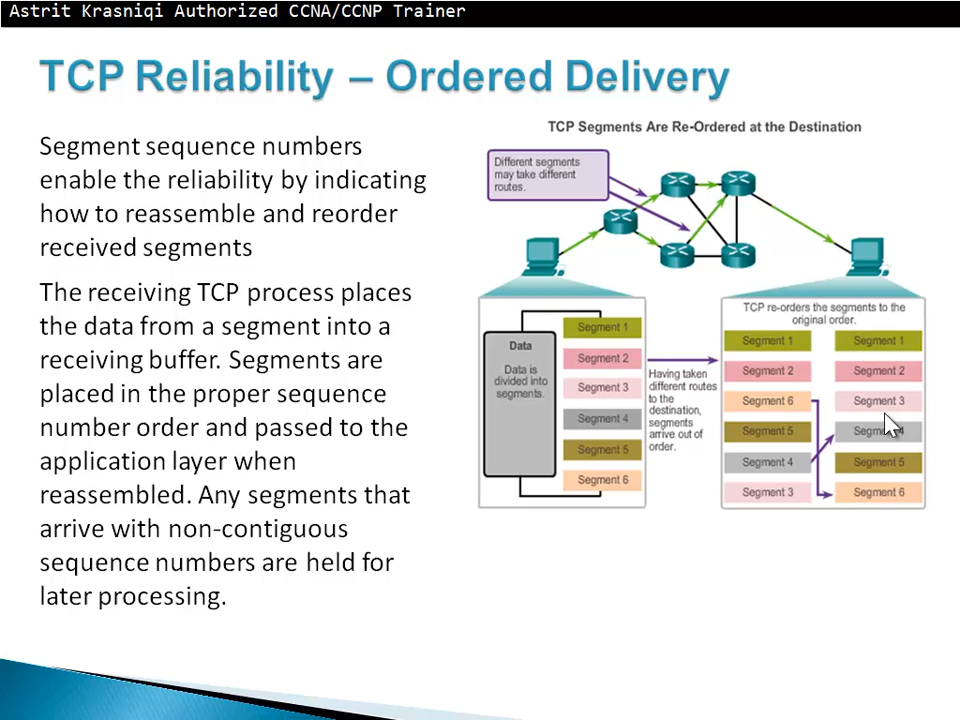 Astrit Krasniqi Authorized CCNA/CCNP Trainer
TCP Reliability – Ordered Delivery
Segment sequence numbers
enable the reliability by indicating
how to reassemble and reorder
received segments
The receiving TCP process places
the data from a segment into a
receiving buffer. Segments are
placed in the proper sequence
number order and passed to the
application layer when
reassembled. Any segments that
arrive with non-contiguous
sequence numbers are held for
later processing.
TCP Segments Are Re-Ordered at the Destination
Different segments
may take different
routes.
Data
Data is
divided into
segments.
Segment 1
Segment 2
Segment 3
Segment 4
Segment 5
Segment 6
Having taken
different routes
to the
destination,
segments
arrive out of
order.
TCP re-orders the segments to the
original order.
Segment 1
Segment 2
Segment 6
Segment 5
Segment 4
Segment 3
Segment 1
Segment 2
Segment 3
4
Segment 5
Segment 6